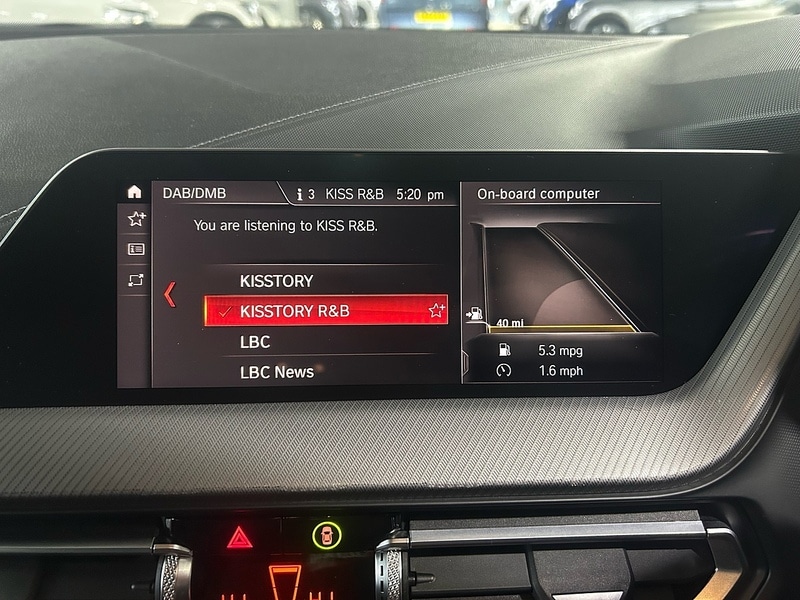 DAB/DMB
i 3 KISS R&B 5:20 pm
On-board computer
You are listening to KISS R&B.
KISSTORY
KISSTORY R&B
LBC
LBC News
40 mi
5.3 mpg
1.6 mph